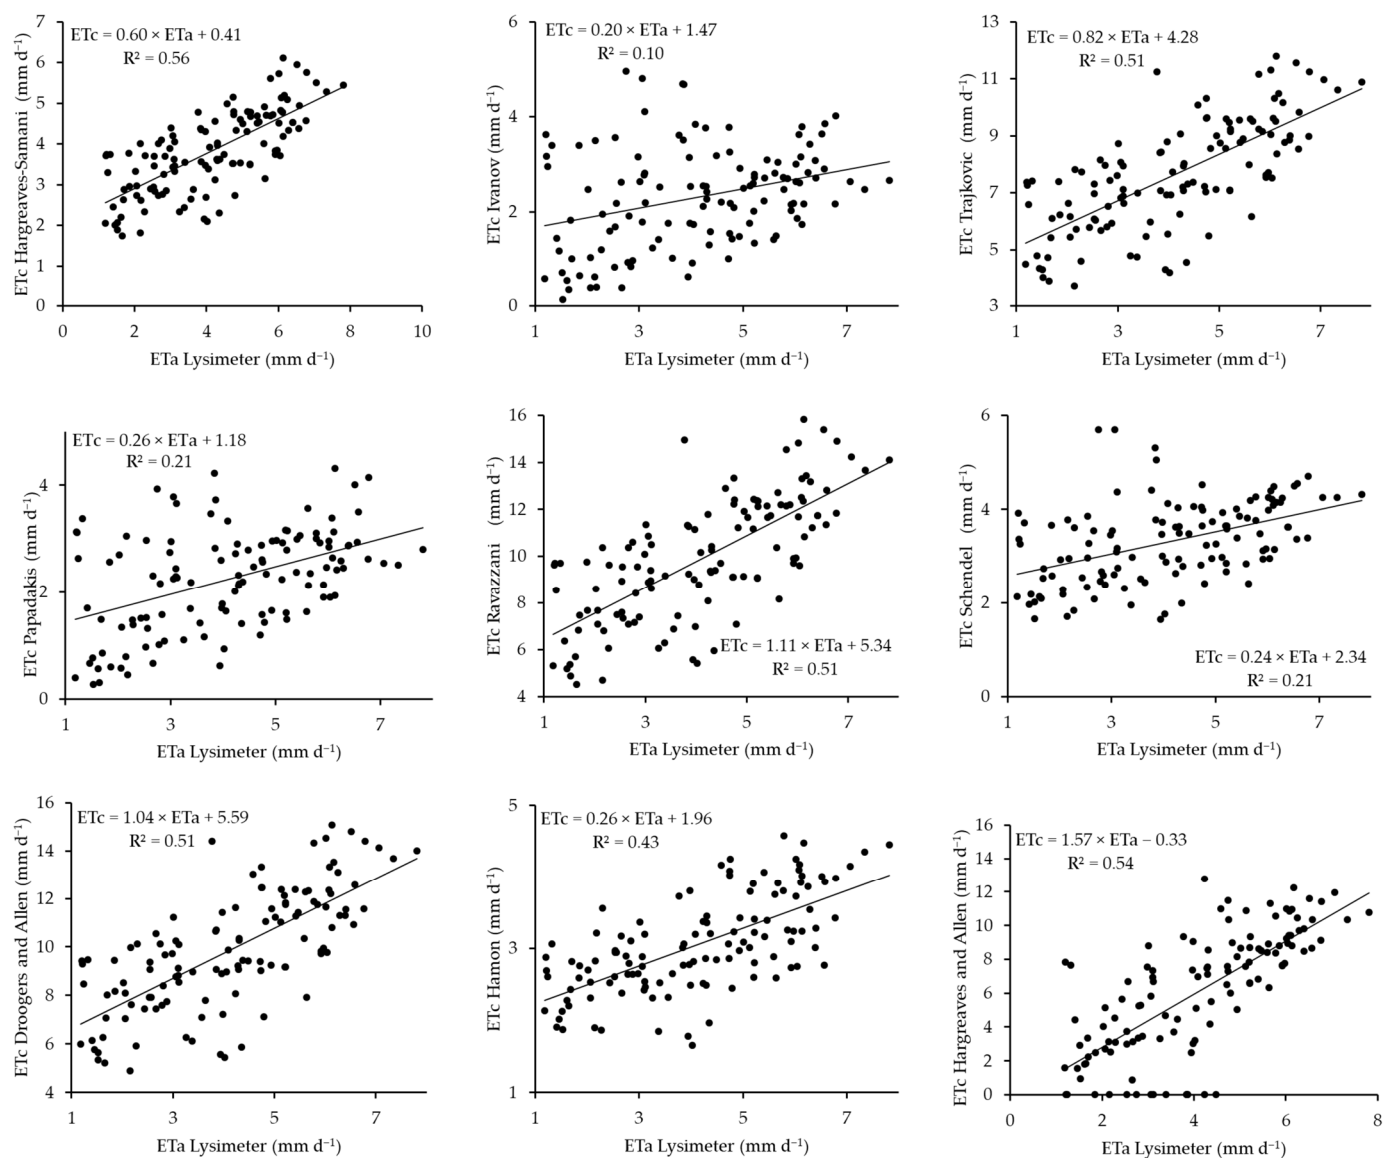 ETc Hargreaves-Samani (mm d⁻¹)
7
6
5
4
3
2
1
0
ETc = 0.60 × ETa + 0.41
R² = 0.56
0 2 4 6 8 10
ETa Lysimeter (mm d⁻¹)
ETc Ivanov (mm d⁻¹)
6
4
2
0
ETc = 0.20 × ETa + 1.47
R² = 0.10
1 3 5 7
ETa Lysimeter (mm d⁻¹)
ETc Trajkovic (mm d⁻¹)
13
11
9
7
5
3
ETc = 0.82 × ETa + 4.28
R² = 0.51
1 3 5 7
ETa Lysimeter (mm d⁻¹)
ETc Papadakis (mm d⁻¹)
4
2
0
ETc = 0.26 × ETa + 1.18
R² = 0.21
1 3 5 7
ETa Lysimeter (mm d⁻¹)
ETc Ravazzani (mm d⁻¹)
16
14
12
10
8
6
4
ETc = 1.11 × ETa + 5.34
R² = 0.51
1 3 5 7
ETa Lysimeter (mm d⁻¹)
ETc Schendel (mm d⁻¹)
6
4
2
0
ETc = 0.24 × ETa + 2.34
R² = 0.21
1 3 5 7
ETa Lysimeter (mm d⁻¹)
ETc Droogers and Allen (mm d⁻¹)
16
14
12
10
8
6
4
ETc = 1.04 × ETa + 5.59
R² = 0.51
1 3 5 7
ETa Lysimeter (mm d⁻¹)
ETc Hamon (mm d⁻¹)
5
3
1
ETc = 0.26 × ETa + 1.96
R² = 0.43
1 3 5 7
ETa Lysimeter (mm d⁻¹)
ETc Hargreaves and Allen (mm d⁻¹)
16
14
12
10
8
6
4
2
0
ETc = 1.57 × ETa – 0.33
R² = 0.54
0 2 4 6 8
ETa Lysimeter (mm d⁻¹)